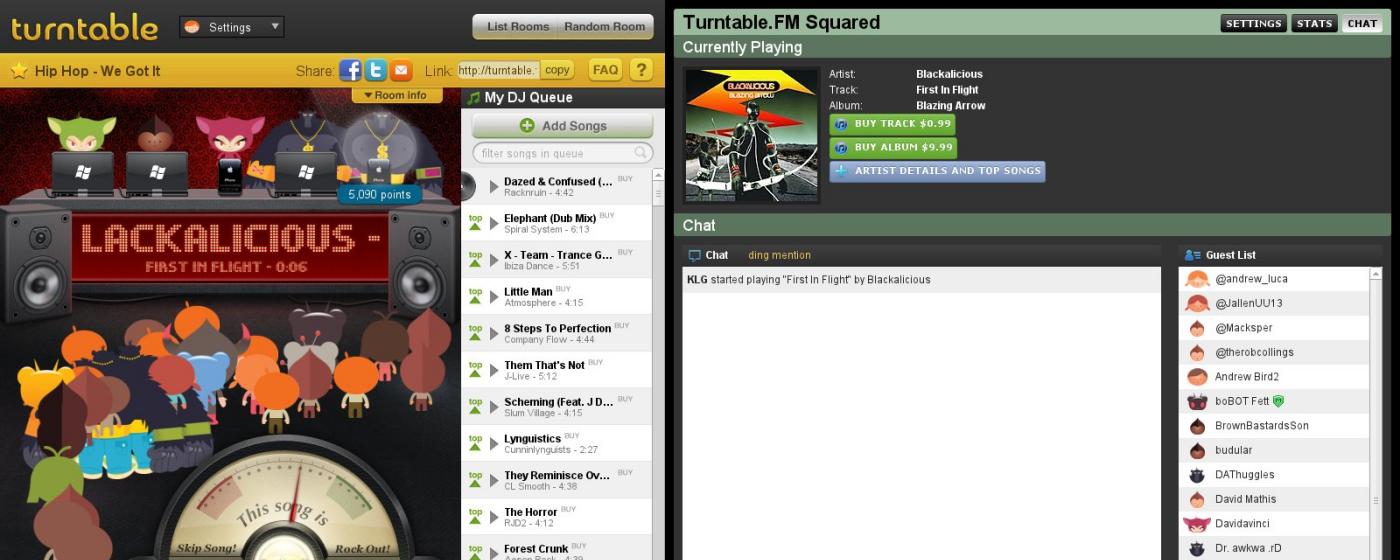 turntable
Settings
List Rooms
Random Room
Hip Hop - We Got It
Share:
Link:
http://turntable.
copy
FAQ
?
Room info
5,090 points
LACKALICIOUS -
FIRST IN FLIGHT - 0:06
This song is
Skip Song!
Rock Out!
My DJ Queue
Add Songs
filter songs in queue
Dazed & Confused (... BUY
Racknruin - 4:42
top
Elephant (Dub Mix) BUY
Spiral System - 6:13
top
X - Team - Trance G... BUY
Ibiza Dance - 5:51
top
Little Man BUY
Atmosphere - 4:15
top
8 Steps To Perfection BUY
Company Flow - 4:44
top
Them That's Not BUY
J-Live - 5:12
top
Scheming (Feat. J D... BUY
Slum Village - 4:15
top
Lynguistics BUY
Cunninlynguists - 2:27
top
They Reminisce Ov... BUY
CL Smooth - 4:38
top
The Horror BUY
RJD2 - 4:12
top
Forest Crunk BUY
Turntable.FM Squared
SETTINGS
STATS
CHAT
Currently Playing
BLACKALICIOUS
BLAZING ARROW
Artist: Blackalicious
Track: First In Flight
Album: Blazing Arrow
BUY TRACK $0.99
BUY ALBUM $9.99
ARTIST DETAILS AND TOP SONGS
Chat
Chat
ding mention
KLG started playing "First In Flight" by Blackalicious
Guest List
@andrew_luca
@JallenUU13
@Macksper
@therobcollings
Andrew Bird2
boBOT Fett
BrownBastardsSon
budular
DAThuggles
David Mathis
Davidavinci
Dr. awkwa .rD